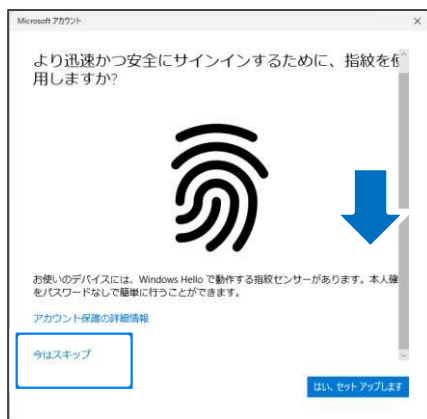 Microsoft アカウント
より迅速かつ安全にサインインするために、指紋を使
用しますか?
お使いのデバイスには、Windows Hello で動作する指紋センサーがあります。本人確
をパスワードなしで簡単に行うことができます。
アカウント保護の詳細情報
今はスキップ
はい、セットアップします